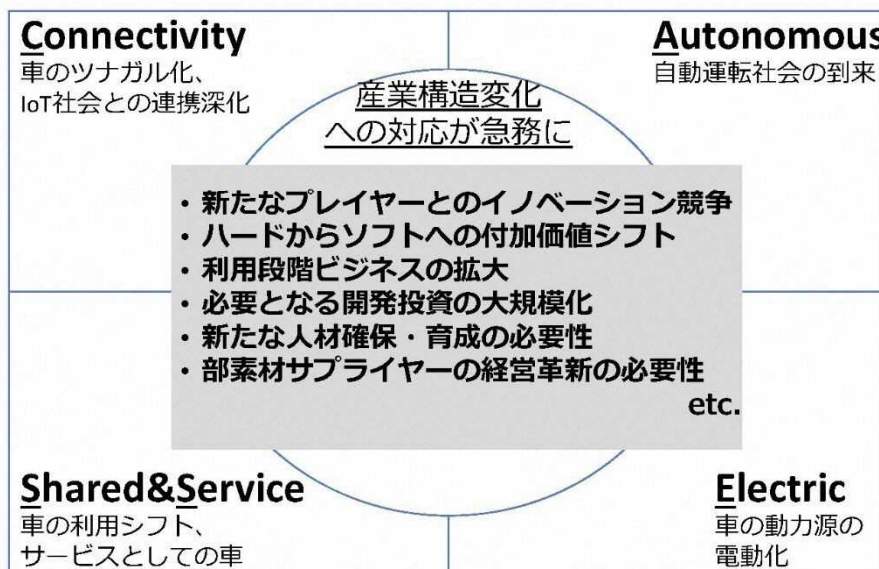 Connectivity
車のツナガル化、
IoT社会との連携深化
Autonomous
自動運転社会の到来
産業構造変化
への対応が急務に
・新たなプレイヤーとのイノベーション競争
・ハードからソフトへの付加価値シフト
・利用段階ビジネスの拡大
・必要となる開発投資の大規模化
・新たな人材確保・育成の必要性
・部素材サプライヤーの経営革新の必要性
etc.
Shared&Service
車の利用シフト、
サービスとしての車
Electric
車の動力源の
電動化